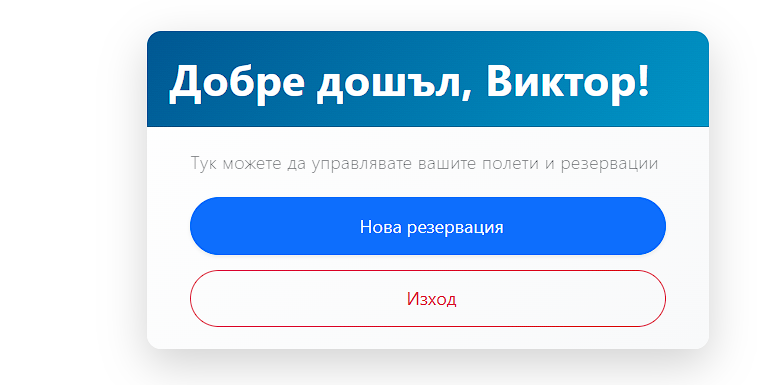 Добре дошъл, Виктор!
Тук можете да управлявате вашите полети и резервации
Нова резервация
Изход